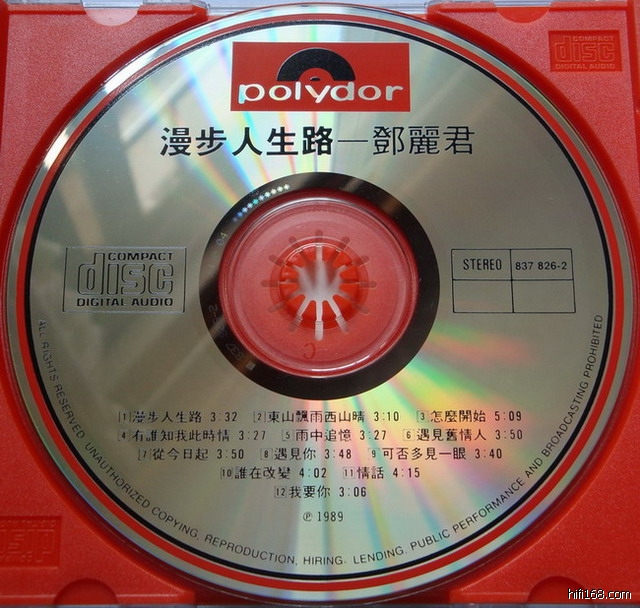 COMPACT
disc
DIGITAL AUDIO
polydor
漫步人生路—鄧麗君
COMPACT
disc
DIGITAL AUDIO
STEREO 837 826-2
1 漫步人生路 3:32 2 東山飄雨西山晴 3:10 3 怎麼開始 5:09
4 有誰知我此時情 3:27 5 雨中追憶 3:27 6 遇見舊情人 3:50
7 從今日起 3:50 8 遇見你 3:48 9 可否多見一眼 3:40
10 誰在改變 4:02 11 情話 4:15
12 我要你 3:06
℗ 1989
ALL RIGHTS RESERVED. UNAUTHORIZED COPYING, REPRODUCTION, HIRING, LENDING, PUBLIC PERFORMANCE AND BROADCASTING PROHIBITED
hifi168.com